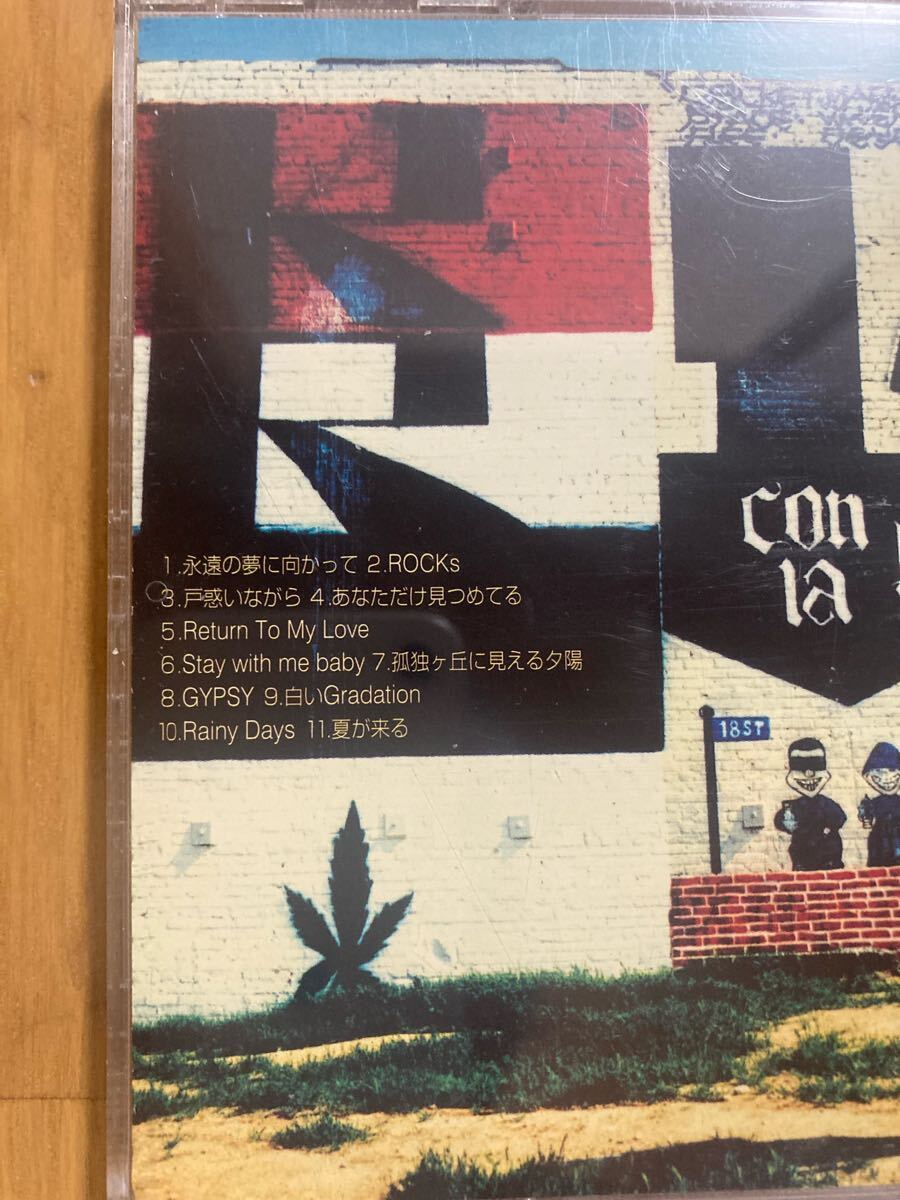 con
la
1.永遠の夢に向かって 2.ROCKs
3.戸惑いながら 4.あなただけ見つめてる
5.Return To My Love
6.Stay with me baby 7.孤独ヶ丘に見える夕陽
8.GYPSY 9.白いGradation
10.Rainy Days 11.夏が来る
18ST